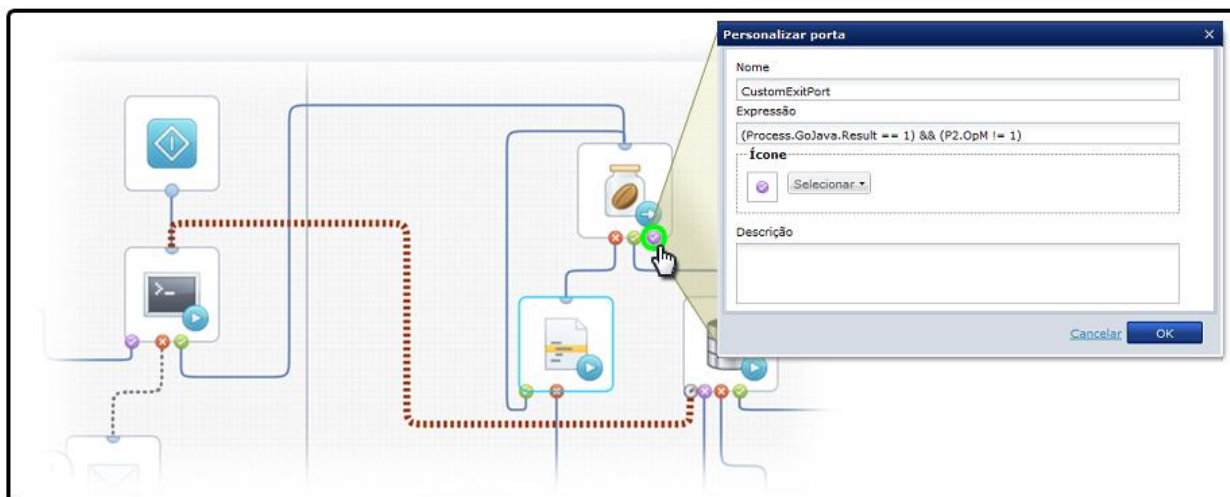 Personalizar porta
Nome
CustomExitPort
Expressão
(Process.GoJava.Result == 1) && (P2.OpM != 1)
Ícone
Selecionar
Descrição
Cancelar OK